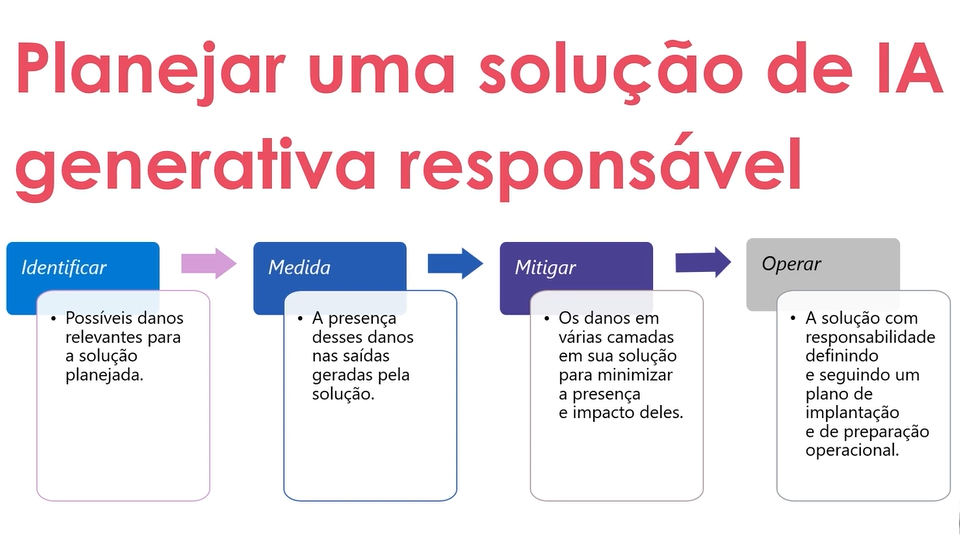 Planejar uma solução de IA
generativa responsável
Identificar
• Possíveis danos
relevantes para
a solução
planejada.
Medida
• A presença
desses danos
nas saídas
geradas pela
solução.
Mitigar
• Os danos em
várias camadas
em sua solução
para minimizar
a presença
e impacto deles.
Operar
• A solução com
responsabilidade
definindo
e seguindo um
plano de
implantação
e de preparação
operacional.